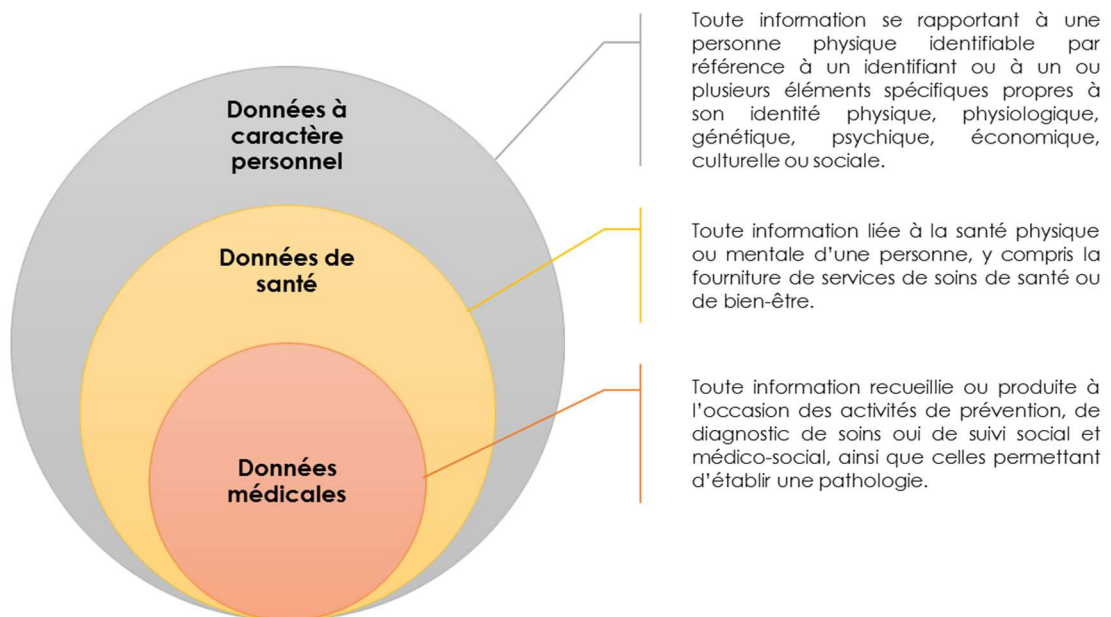 Données à
caractère
personnel
Toute information se rapportant à une
personne physique identifiable par
référence à un identifiant ou à un ou
plusieurs éléments spécifiques propres à
son identité physique, physiologique,
génétique, psychique, économique,
culturelle ou sociale.
Données de
santé
Toute information liée à la santé physique
ou mentale d’une personne, y compris la
fourniture de services de soins de santé ou
de bien-être.
Données
médicales
Toute information recueillie ou produite à
l’occasion des activités de prévention, de
diagnostic de soins oui de suivi social et
médico-social, ainsi que celles permettant
d’établir une pathologie.